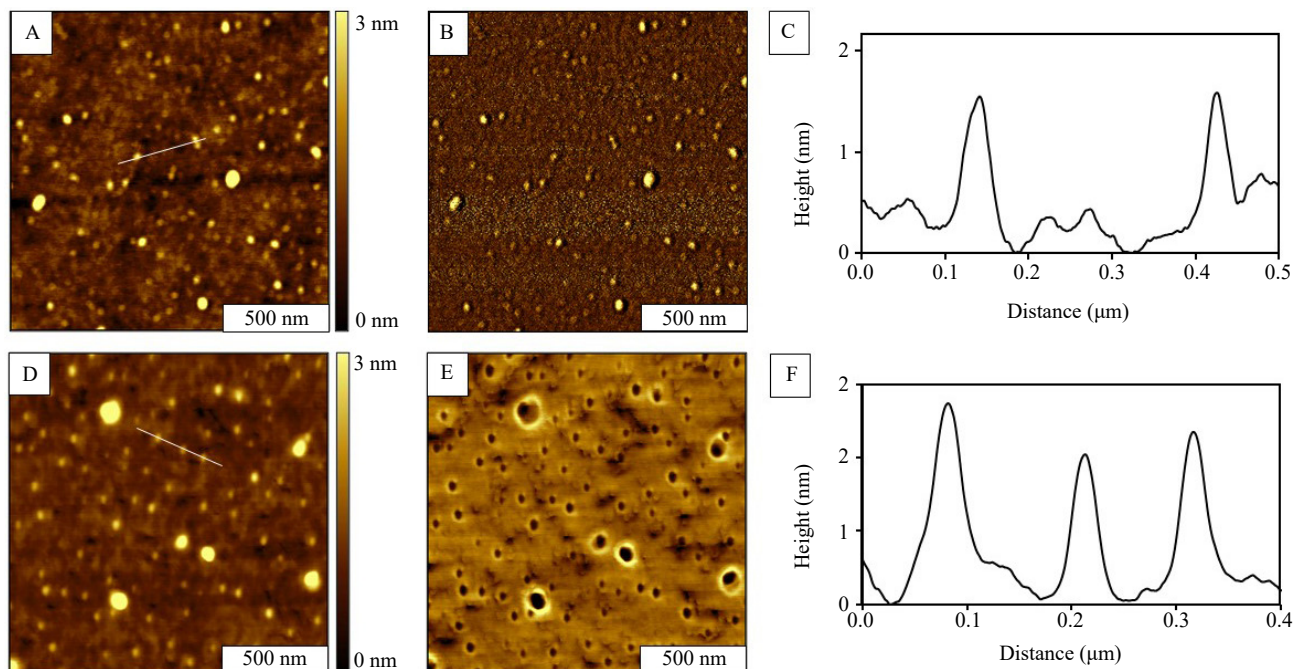 A
3 nm
0 nm
500 nm
B
500 nm
C
2
1
0
Height (nm)
0.0 0.1 0.2 0.3 0.4 0.5
Distance (μm)
D
3 nm
0 nm
500 nm
E
500 nm
F
2
2
1
0
Height (nm)
0.0 0.1 0.2 0.3 0.4
Distance (μm)